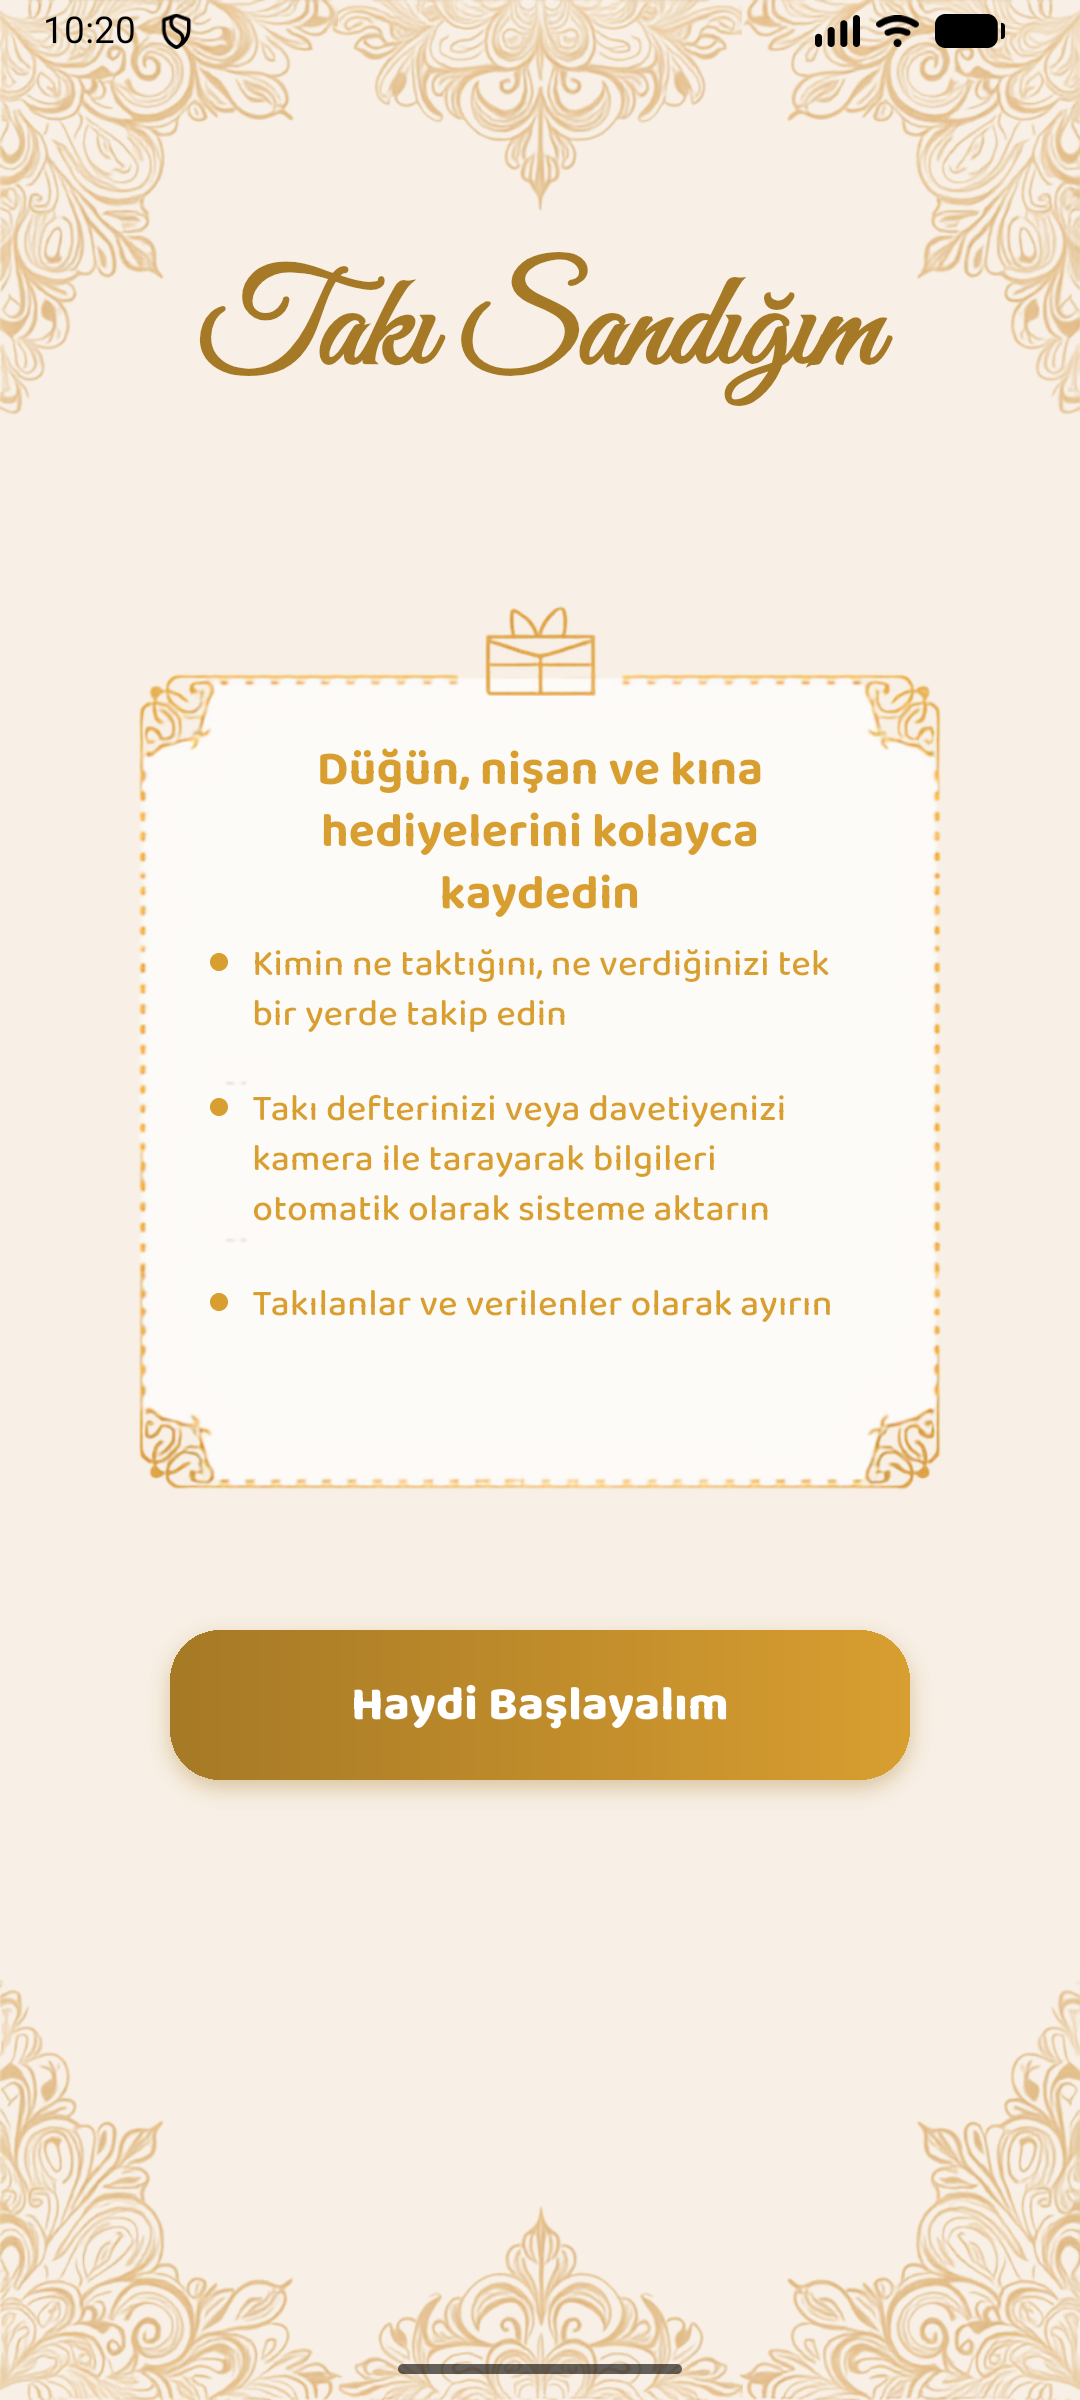 10:20
Takı Sandığım
Düğün, nişan ve kına
hediyelerini kolayca
kaydedin
Kimin ne taktığını, ne verdiğinizi tek
bir yerde takip edin
Takı defterinizi veya davetiyenizi
kamera ile tarayarak bilgileri
otomatik olarak sisteme aktarın
Takılanlar ve verilenler olarak ayırın
Haydi Başlayalım